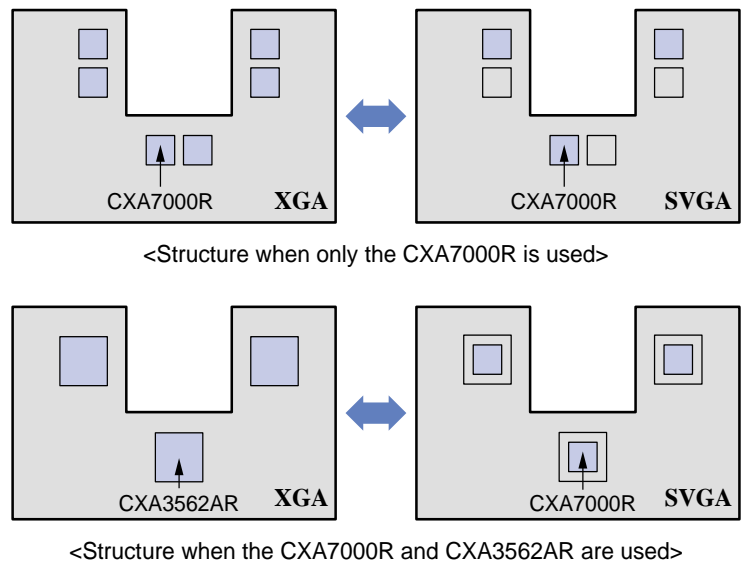 CXA7000R
XGA
CXA7000R
SVGA
<Structure when only the CXA7000R is used>
CXA3562AR
XGA
CXA7000R
SVGA
<Structure when the CXA7000R and CXA3562AR are used>